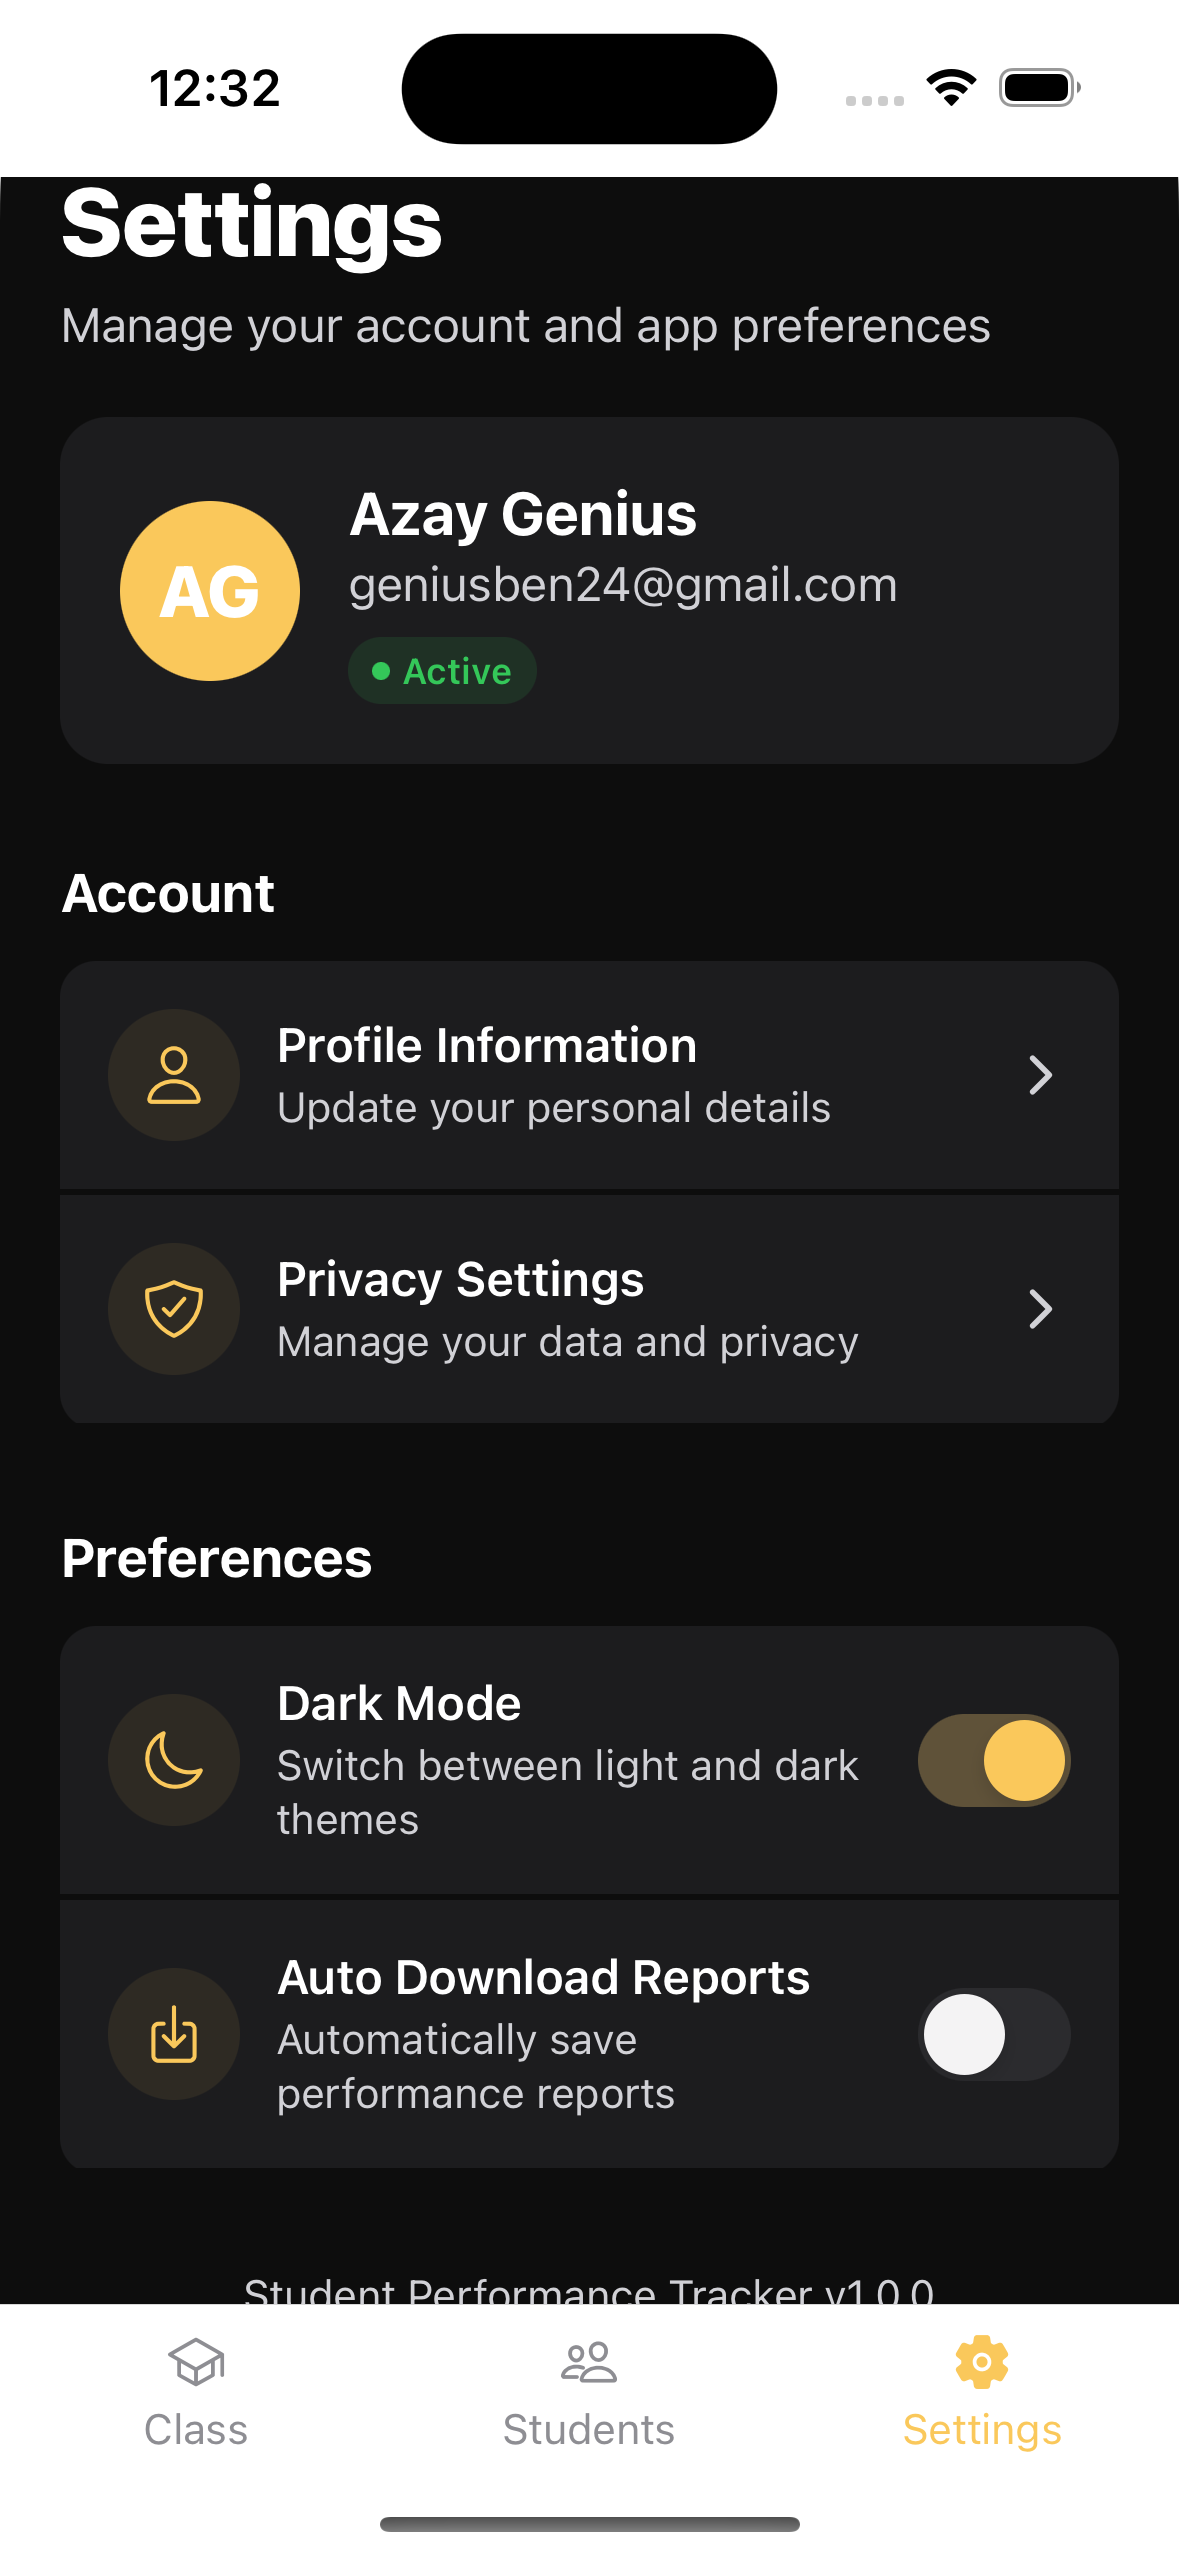 12:32
Settings
Manage your account and app preferences
AG
Azay Genius
geniusben24@gmail.com
Active
Account
Profile Information
Update your personal details
Privacy Settings
Manage your data and privacy
Preferences
Dark Mode
Switch between light and dark
themes
Auto Download Reports
Automatically save
performance reports
Student Performance Tracker v1.0.0
Class
Students
Settings